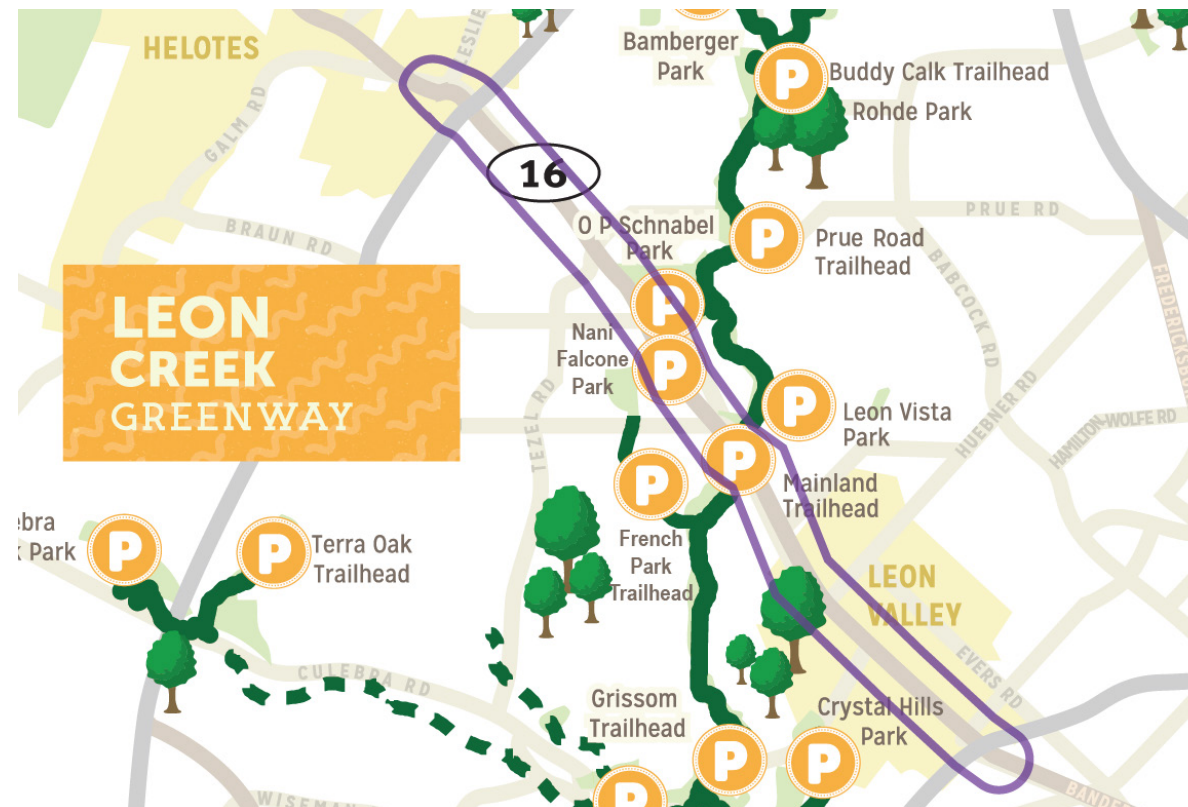 HELOTES
LESLIE
Bamberger
Park
P
Buddy Calk Trailhead
Rohde Park
GALM RD
16
BRAUN RD
O P Schnabel
Park
P
Prue Road
Trailhead
PRUE RD
BABCOCK RD
LEON
CREEK
GREENWAY
P
Nani
Falcone
Park
P
TEZEL RD
P
Leon Vista
Park
HUEBNER RD
HAMILTON-WOLFE RD
P
Mainland
Trailhead
P
French
Park
Trailhead
Park
P
P
Terra Oak
Trailhead
LEON
VALLEY
EVERS RD
CULEBRA RD
Grissom
Trailhead
P
Crystal Hills
Park
P
P